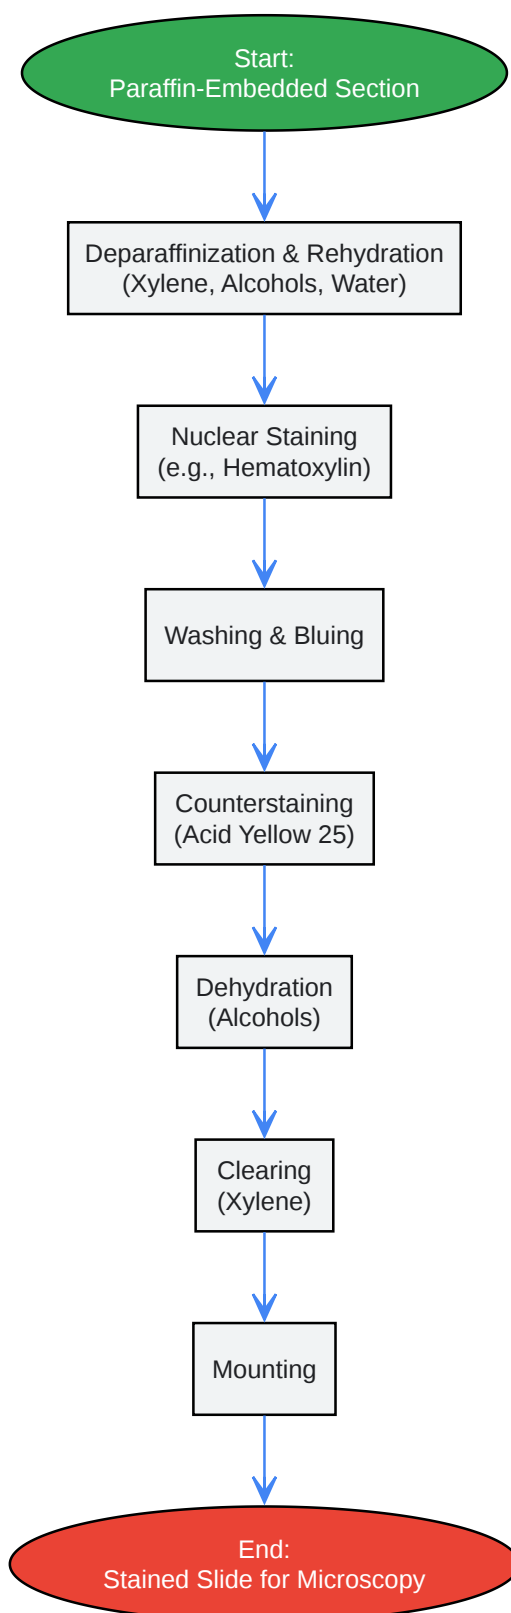 Start:
Paraffin-Embedded Section
Deparaffinization & Rehydration
(Xylene, Alcohols, Water)
Nuclear Staining
(e.g., Hematoxylin)
Washing & Bluing
Counterstaining
(Acid Yellow 25)
Dehydration
(Alcohols)
Clearing
(Xylene)
Mounting
End:
Stained Slide for Microscopy